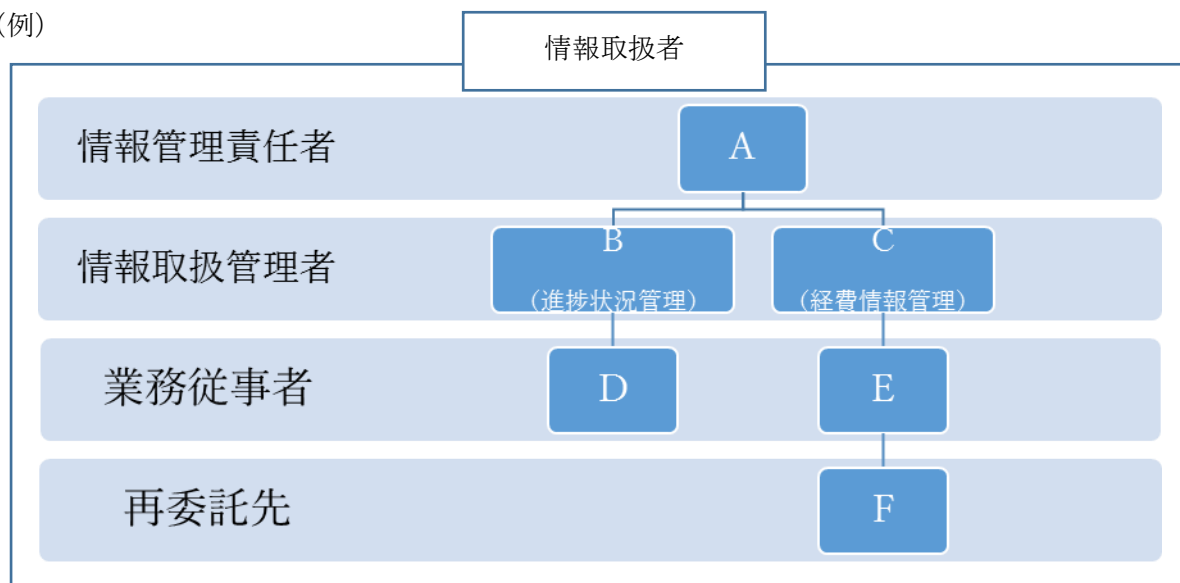 (例)
情報取扱者
情報管理責任者
A
情報取扱管理者
B
(進捗状況管理)
C
(経費情報管理)
業務従事者
D
E
再委託先
F